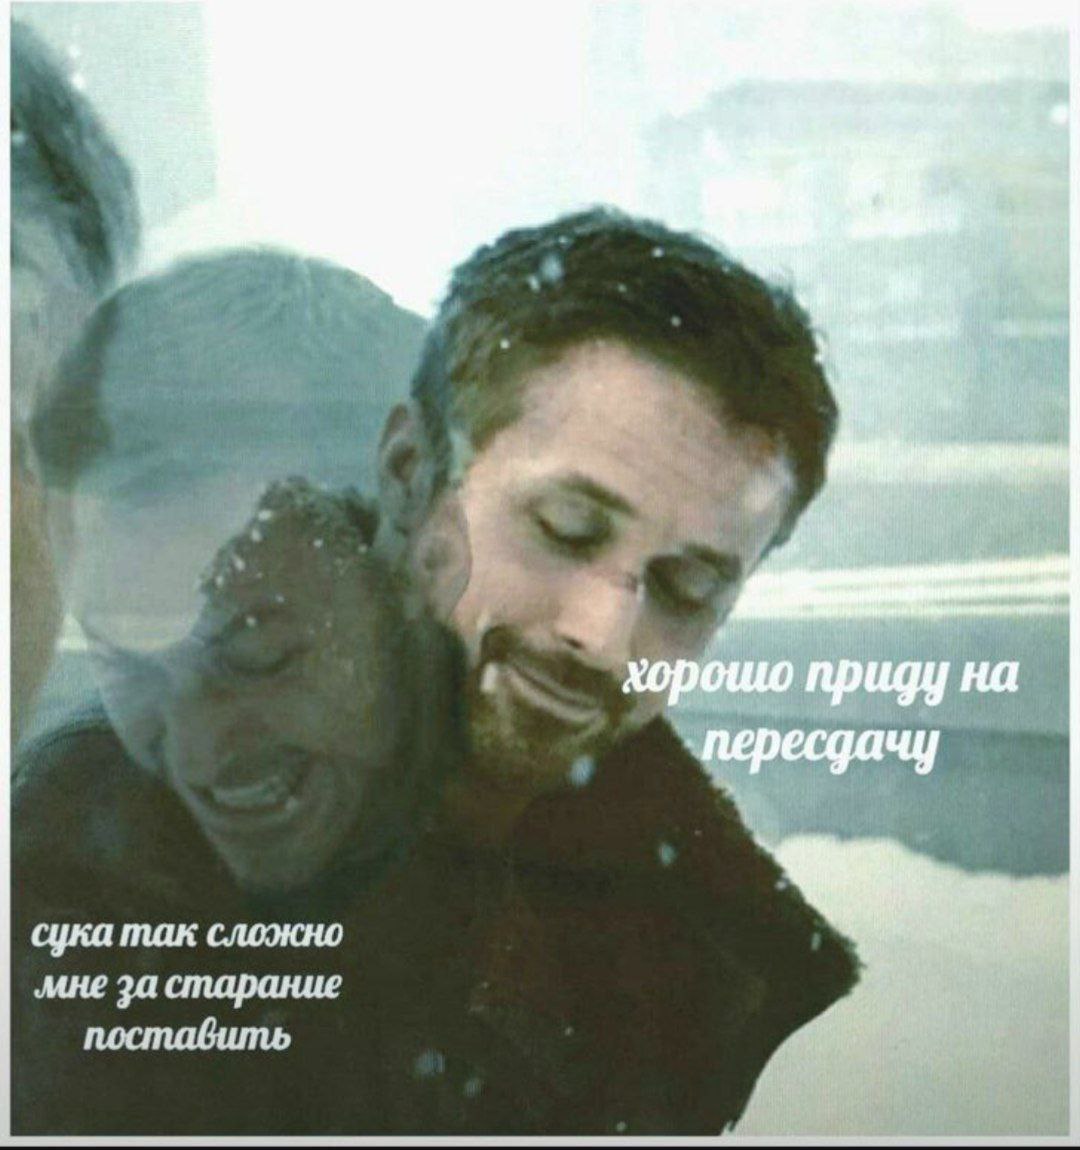 хорошо приду на
пересдачу
сука так сложно
мне за старание
поставить